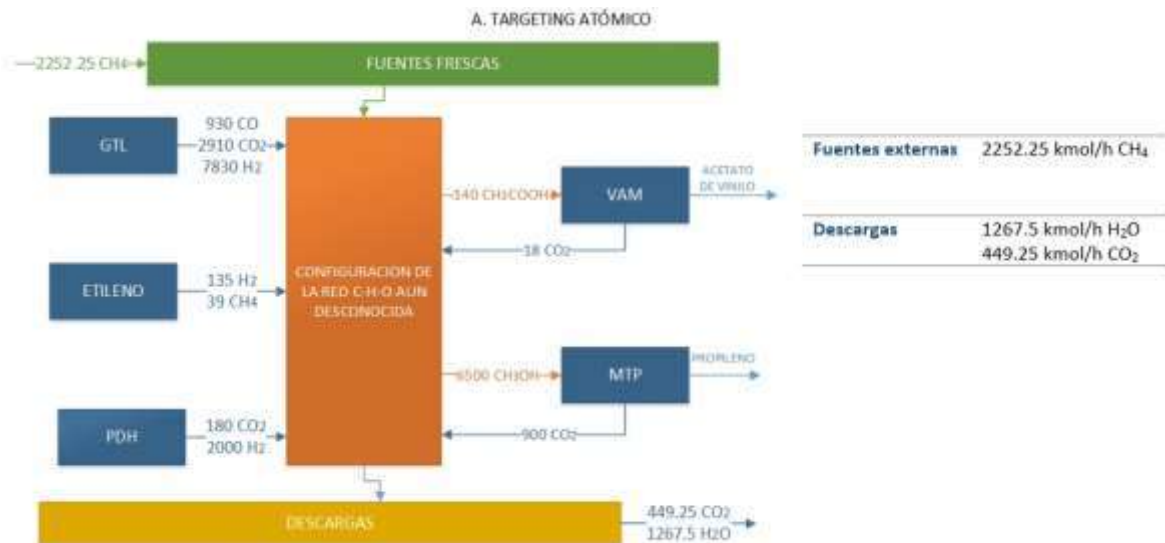 A. TARGETING ATÓMICO
2252.25 CH4
FUENTES FRESCAS
GTL
930 CO
2910 CO2
7830 H2
ETILENO
135 H2
39 CH4
PDH
180 CO2
2000 H2
CONFIGURACIÓN DE
LA RED C-H-O AUN
DESCONOCIDA
140 CH3COOH
VAM
ACETATO
DE VINILO
18 CO2
6500 CH3OH
MTP
PROPILENO
900 CO2
DESCARGAS
449.25 CO2
1267.5 H2O
Fuentes externas 2252.25 kmol/h CH₄
Descargas 1267.5 kmol/h H₂O
449.25 kmol/h CO₂